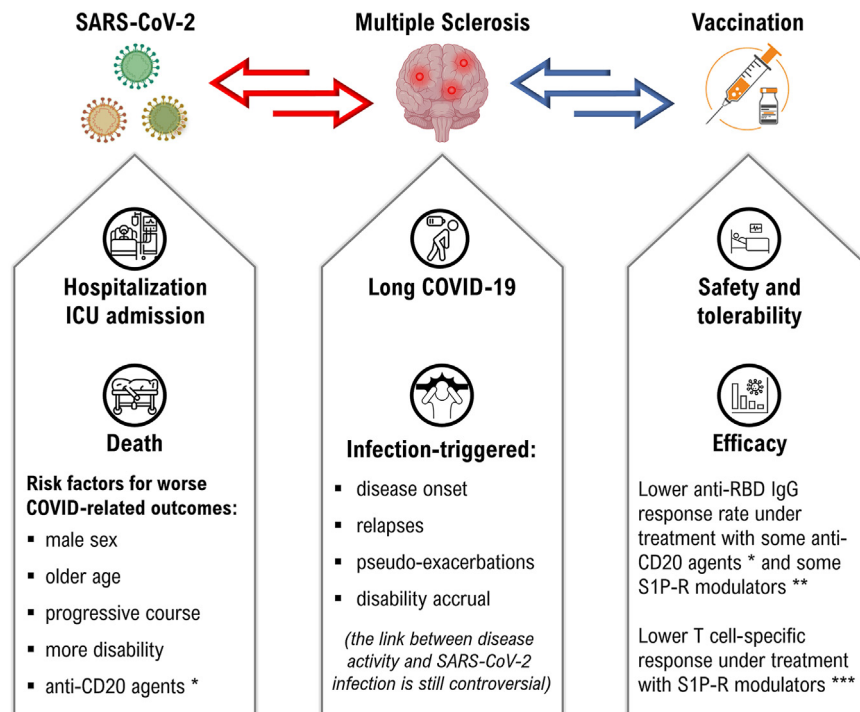 SARS-CoV-2
Multiple Sclerosis
Vaccination
Hospitalization
ICU admission
Death
Risk factors for worse
COVID-related outcomes:
▪ male sex
▪ older age
▪ progressive course
▪ more disability
▪ anti-CD20 agents *
Long COVID-19
Infection-triggered:
▪ disease onset
▪ relapses
▪ pseudo-exacerbations
▪ disability accrual
(the link between disease
activity and SARS-CoV-2
infection is still controversial)
Safety and
tolerability
Efficacy
Lower anti-RBD IgG
response rate under
treatment with some anti-
CD20 agents * and some
S1P-R modulators **
Lower T cell-specific
response under treatment
with S1P-R modulators ***